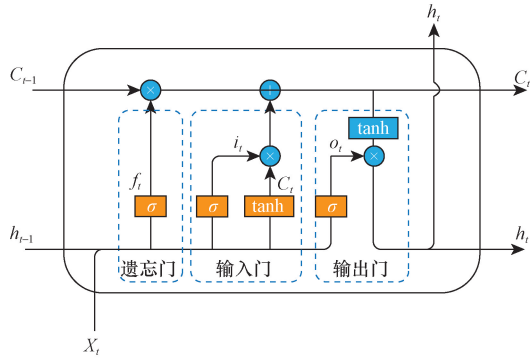 h_t
C_{t-1}
×
+
C_t
tanh
i_t
×
o_t
×
f_t
C_t
σ
σ
tanh
σ
h_{t-1}
h_t
遗忘门
输入门
输出门
X_t